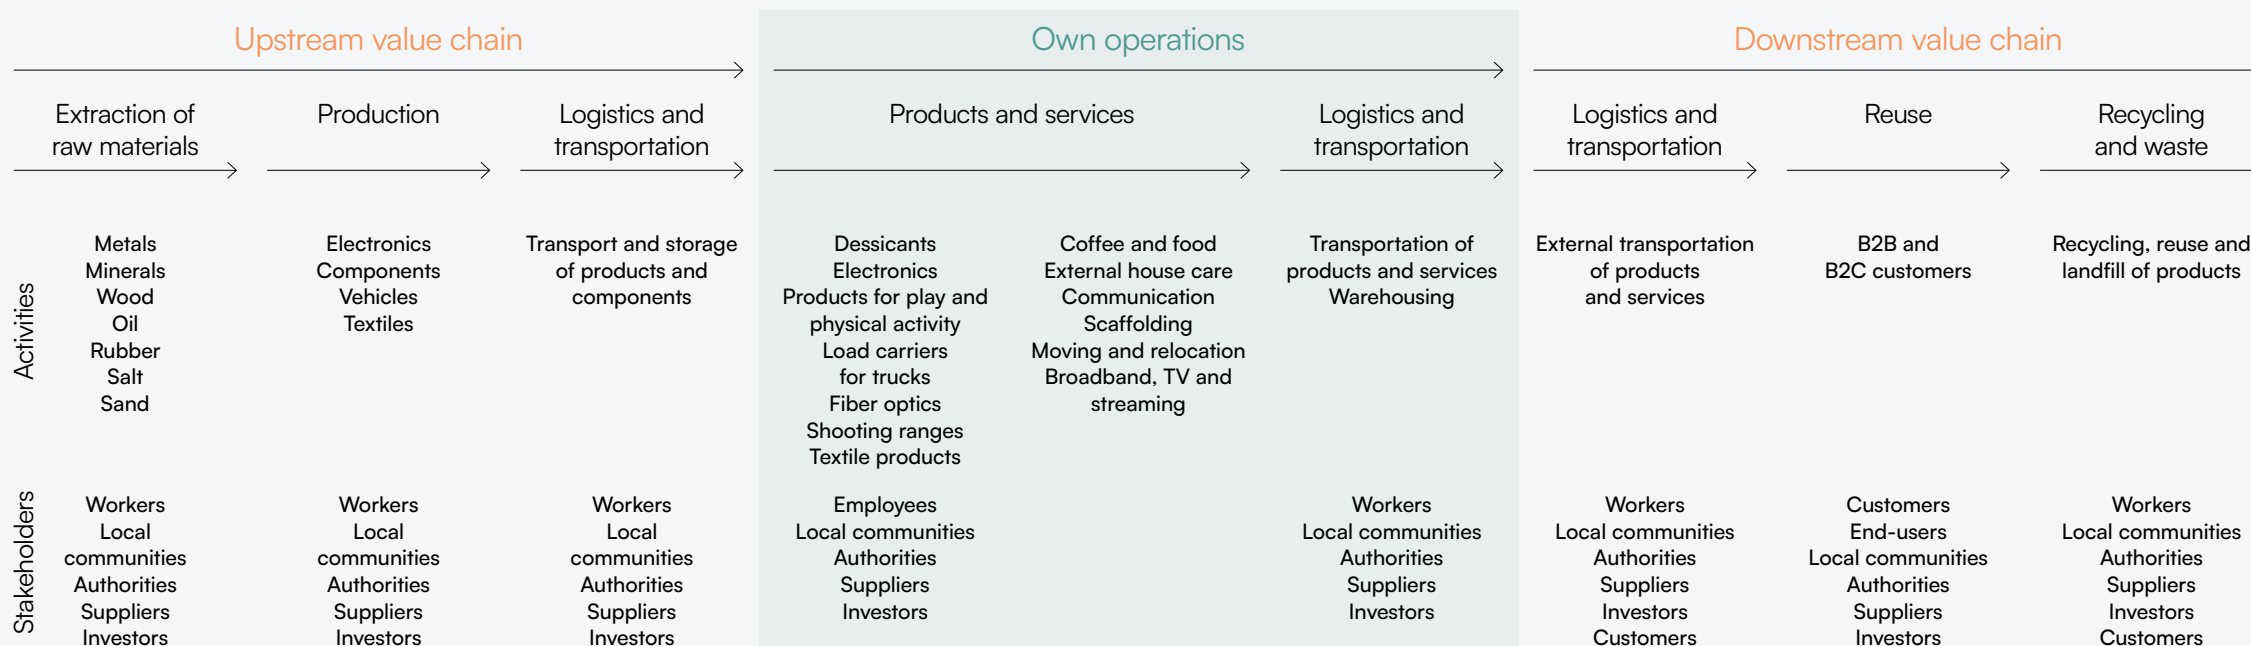 Upstream value chain
Own operations
Downstream value chain
Extraction of
raw materials
Production
Logistics and
transportation
Products and services
Logistics and
transportation
Logistics and
transportation
Reuse
Recycling
and waste
Activities
Metals
Minerals
Wood
Oil
Rubber
Salt
Sand
Electronics
Components
Vehicles
Textiles
Transport and storage
of products and
components
Dessicants
Electronics
Products for play and
physical activity
Load carriers
for trucks
Fiber optics
Shooting ranges
Textile products
Coffee and food
External house care
Communication
Scaffolding
Moving and relocation
Broadband, TV and
streaming
Transportation of
products and services
Warehousing
External transportation
of products
and services
B2B and
B2C customers
Recycling, reuse and
landfill of products
Stakeholders
Workers
Local
communities
Authorities
Suppliers
Investors
Workers
Local
communities
Authorities
Suppliers
Investors
Workers
Local
communities
Authorities
Suppliers
Investors
Employees
Local communities
Authorities
Suppliers
Investors
Workers
Local communities
Authorities
Suppliers
Investors
Workers
Local communities
Authorities
Suppliers
Investors
Customers
Customers
End-users
Local communities
Authorities
Suppliers
Investors
Workers
Local communities
Authorities
Suppliers
Investors
Customers